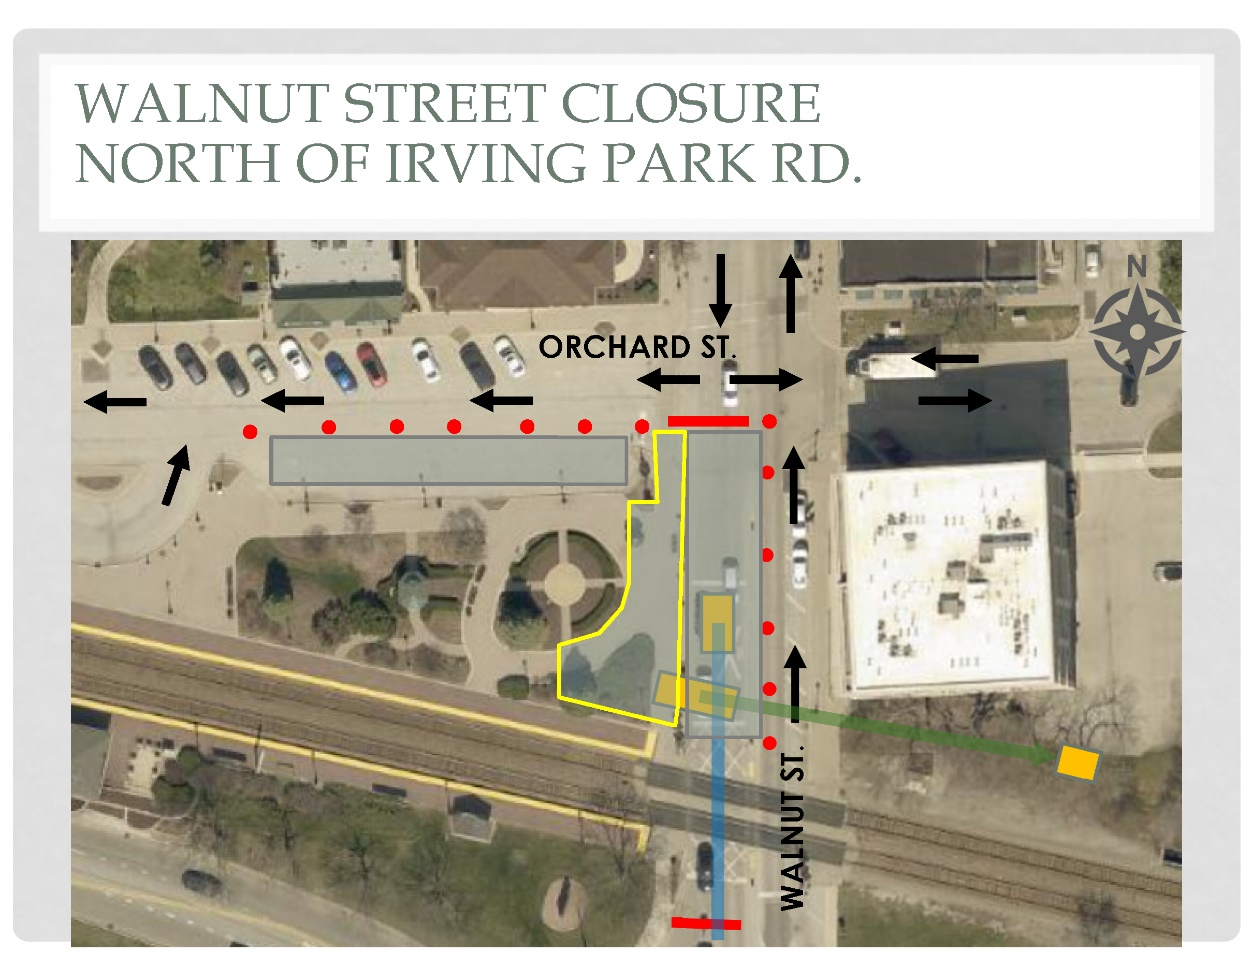 WALNUT STREET CLOSURE
NORTH OF IRVING PARK RD.
N
ORCHARD ST.
WALNUT ST.